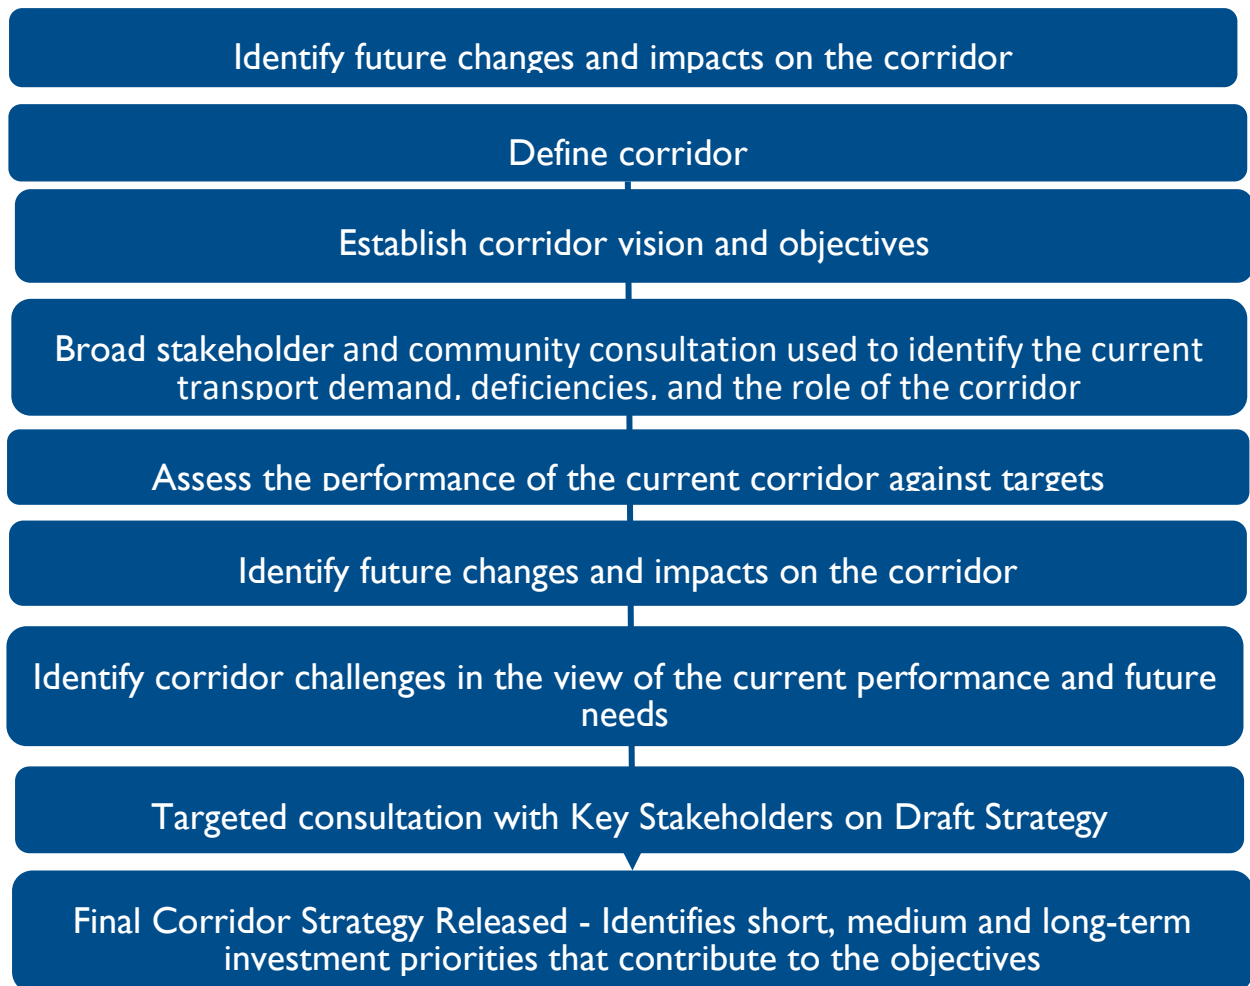 Identify future changes and impacts on the corridor
Define corridor
Establish corridor vision and objectives
Broad stakeholder and community consultation used to identify the current
transport demand, deficiencies, and the role of the corridor
Assess the performance of the current corridor against targets
Identify future changes and impacts on the corridor
Identify corridor challenges in the view of the current performance and future
needs
Targeted consultation with Key Stakeholders on Draft Strategy
Final Corridor Strategy Released - Identifies short, medium and long-term
investment priorities that contribute to the objectives